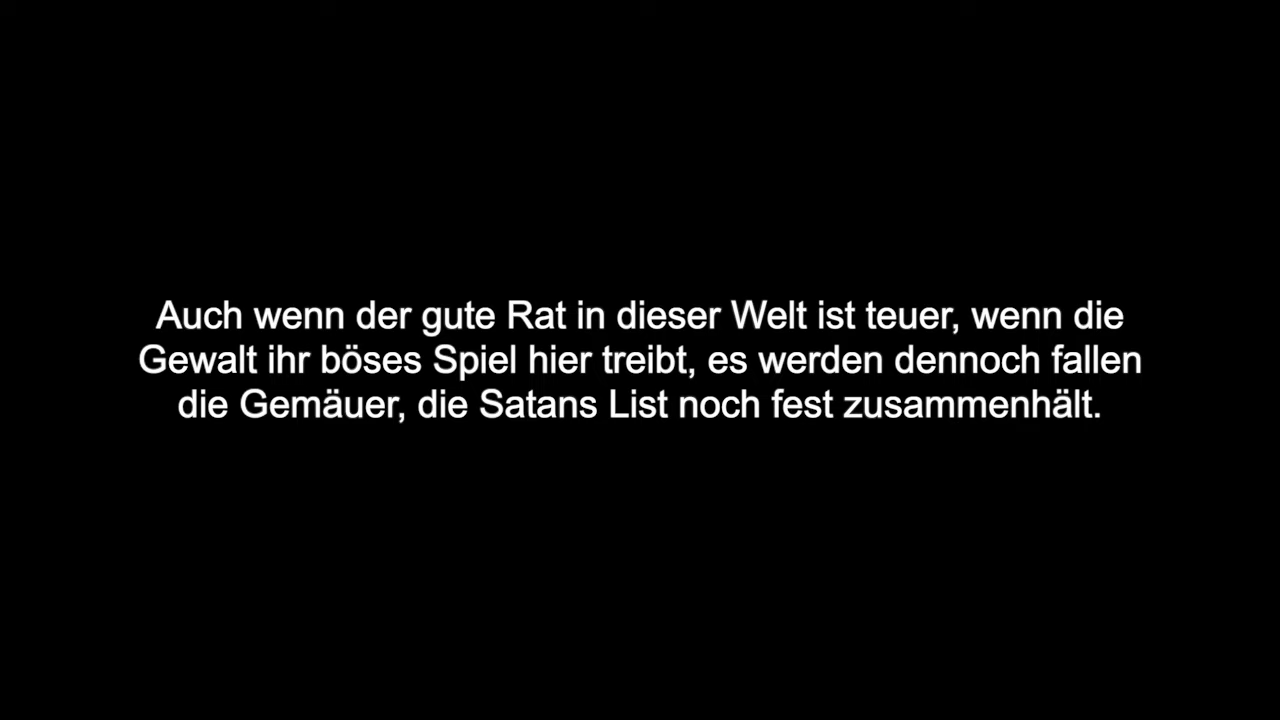 Auch wenn der gute Rat in dieser Welt ist teuer, wenn die
Gewalt ihr böses Spiel hier treibt, es werden dennoch fallen
die Gemäuer, die Satans List noch fest zusammenhält.